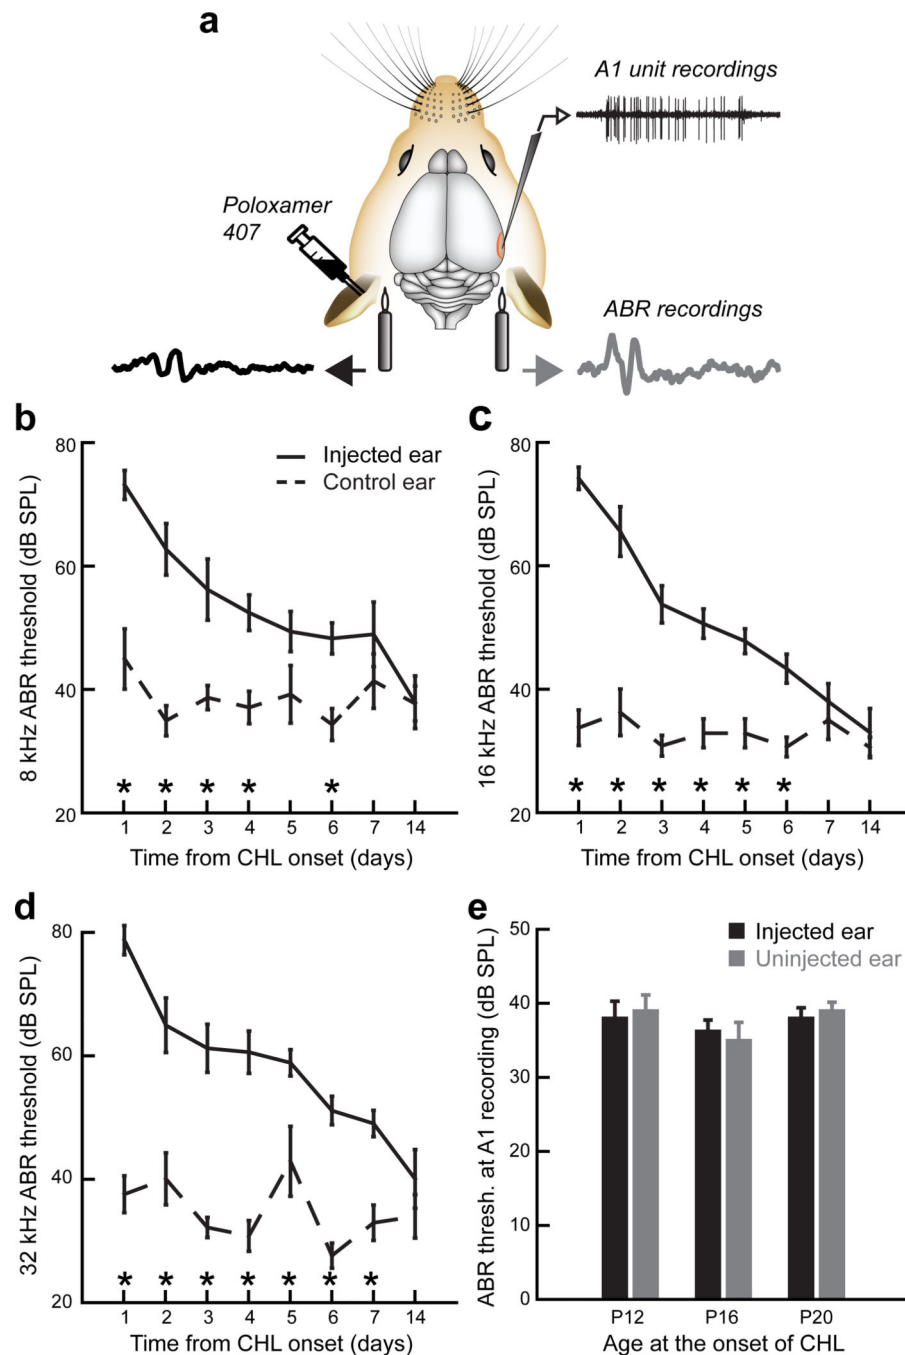 a
A1 unit recordings
Poloxamer
407
ABR recordings
b
80
60
40
20
8 kHz ABR threshold (dB SPL)
Injected ear
Control ear
* * * * *
1 2 3 4 5 6 7 14
Time from CHL onset (days)
c
80
60
40
20
16 kHz ABR threshold (dB SPL)
* * * * * *
1 2 3 4 5 6 7 14
Time from CHL onset (days)
d
80
60
40
20
32 kHz ABR threshold (dB SPL)
* * * * * * *
1 2 3 4 5 6 7 14
Time from CHL onset (days)
e
50
40
30
20
10
0
ABR thresh. at A1 recording (dB SPL)
Injected ear
Uninjected ear
P12 P16 P20
Age at the onset of CHL